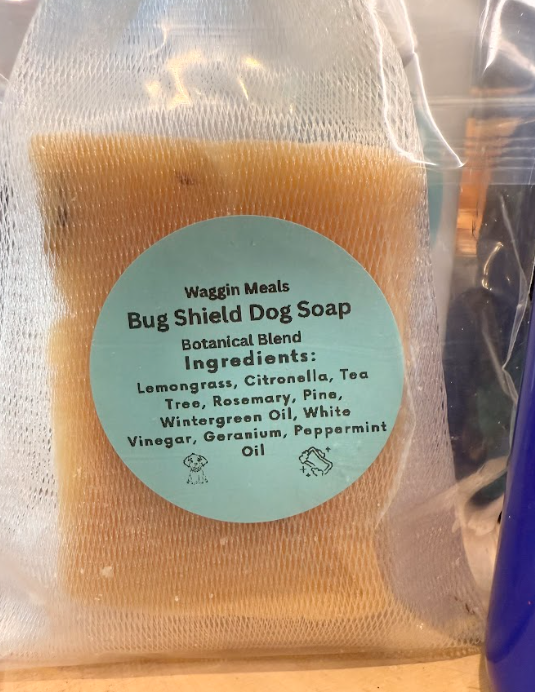 Waggin Meals
Bug Shield Dog Soap
Botanical Blend
Ingredients:
Lemongrass, Citronella, Tea
Tree, Rosemary, Pine,
Wintergreen Oil, White
Vinegar, Geranium, Peppermint
Oil